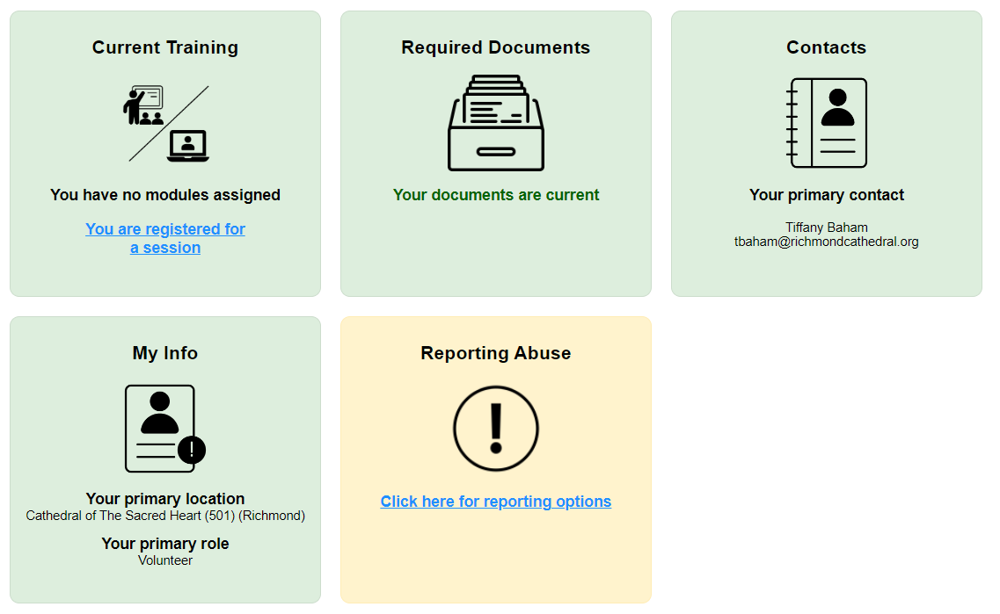 Current Training
You have no modules assigned
You are registered for
a session
Required Documents
Your documents are current
Contacts
Your primary contact
Tiffany Baham
tbaham@richmondcathedral.org
My Info
Your primary location
Cathedral of The Sacred Heart (501) (Richmond)
Your primary role
Volunteer
Reporting Abuse
Click here for reporting options